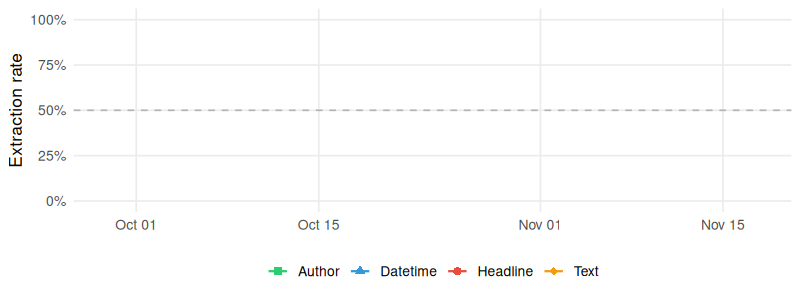 Extraction rate
100%
75%
50%
25%
0%
Oct 01 Oct 15 Nov 01 Nov 15
Author Datetime Headline Text